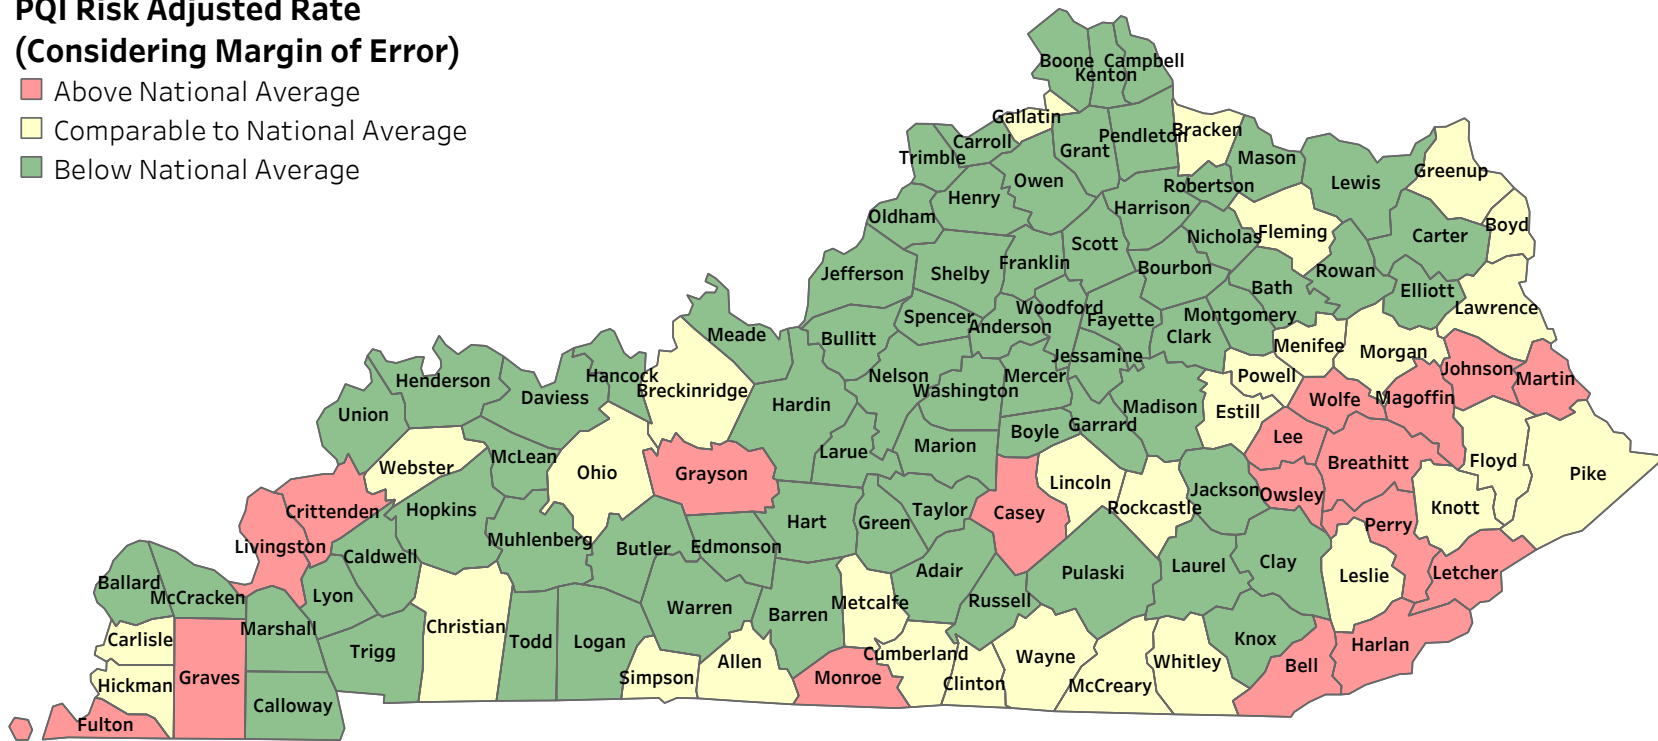 PQI Risk Adjusted Rate
(Considering Margin of Error)
Above National Average
Comparable to National Average
Below National Average
Boone
Campbell
Kenton
Gallatin
Bracken
Pendleton
Carroll
Grant
Trimble
Mason
Greenup
Owen
Lewis
Robertson
Henry
Harrison
Oldham
Boyd
Fleming
Nicholas
Carter
Scott
Franklin
Bourbon
Rowan
Jefferson
Shelby
Bath
Elliott
Woodford
Lawrence
Montgomery
Spencer
Fayette
Anderson
Meade
Bullitt
Clark
Menifee
Morgan
Jessamine
Johnson
Hancock
Nelson
Mercer
Powell
Martin
Henderson
Breckinridge
Washington
Daviess
Wolfe
Magoffin
Hardin
Madison
Estill
Union
Garrard
Boyle
Lee
Marion
Larue
McLean
Breathitt
Floyd
Webster
Ohio
Grayson
Pike
Lincoln
Jackson
Owsley
Rockcastle
Knott
Crittenden
Hopkins
Taylor
Casey
Hart
Green
Perry
Muhlenberg
Livingston
Butler
Edmonson
Caldwell
Clay
Laurel
Adair
Pulaski
Leslie
Letcher
Ballard
McCracken
Lyon
Russell
Metcalfe
Warren
Barren
Marshall
Christian
Carlisle
Todd
Logan
Knox
Harlan
Trigg
Cumberland
Wayne
Allen
Whitley
Bell
Graves
Simpson
Monroe
Hickman
Clinton
McCreary
Calloway
Fulton